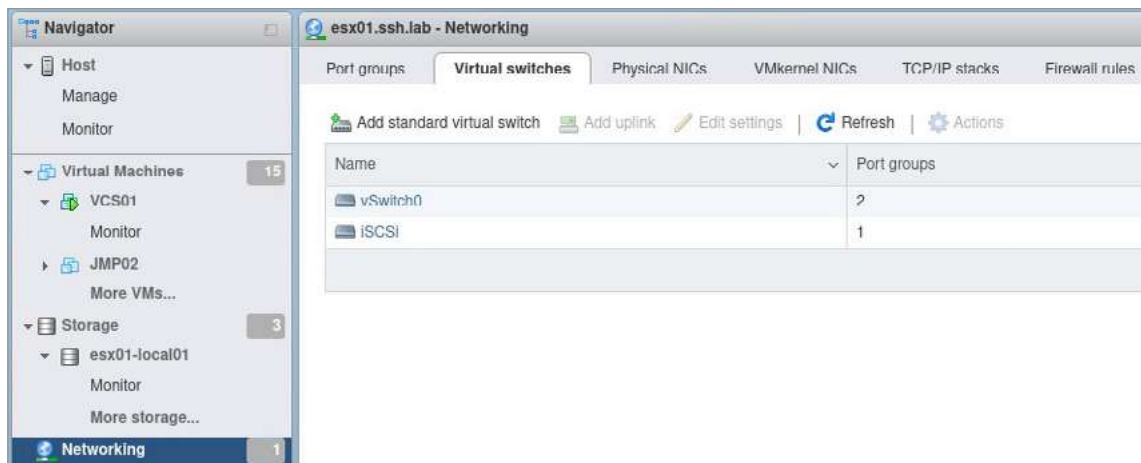 Navigator
Host
Manage
Monitor
Virtual Machines 15
VCS01
Monitor
JMP02
More VMs...
Storage 3
esx01-local01
Monitor
More storage...
Networking 1
esx01.ssh.lab - Networking
Port groups Virtual switches Physical NICs VMkernel NICs TCP/IP stacks Firewall rules
Add standard virtual switch Add uplink Edit settings | Refresh | Actions
Name Port groups
vSwitch0 2
iSCSi 1